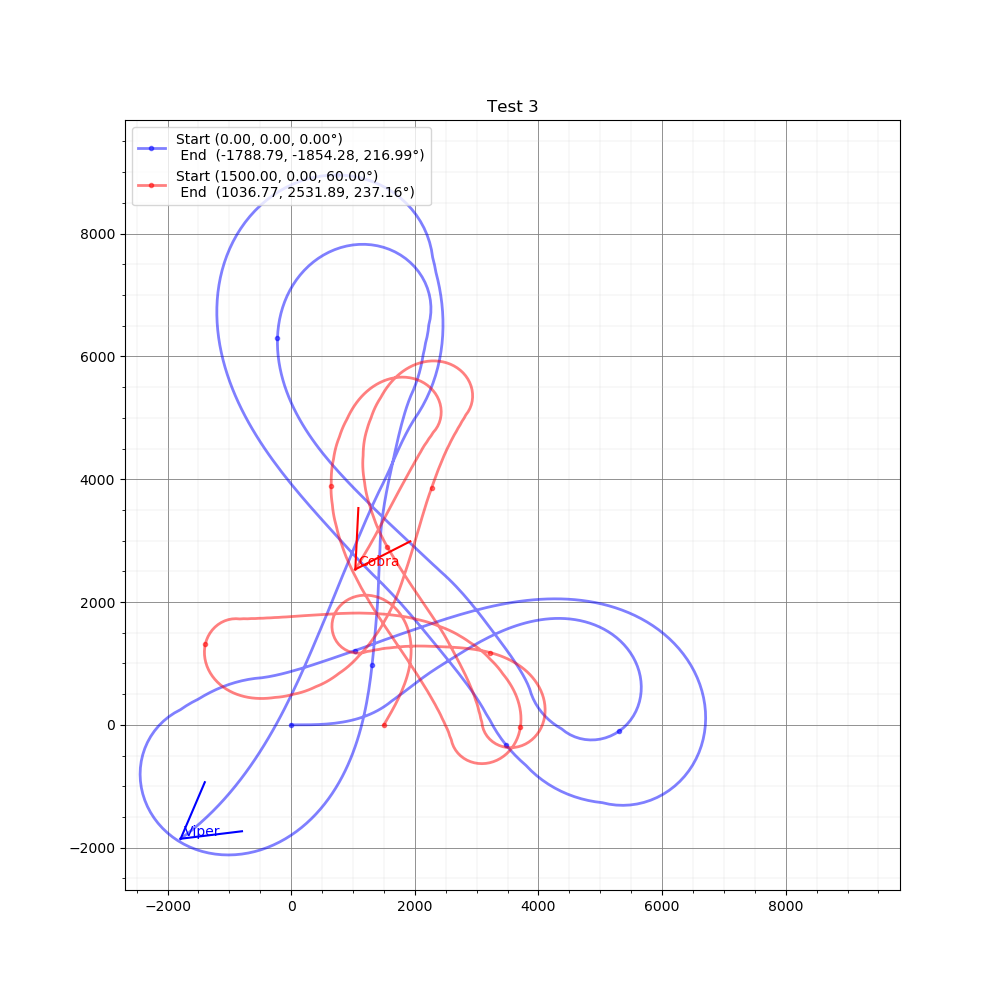 Test 3
Start (0.00, 0.00, 0.00°)
End (-1788.79, -1854.28, 216.99°)
Start (1500.00, 0.00, 60.00°)
End (1036.77, 2531.89, 237.16°)
8000
6000
4000
2000
0
−2000
Cobra
Viper
−2000
0
2000
4000
6000
8000